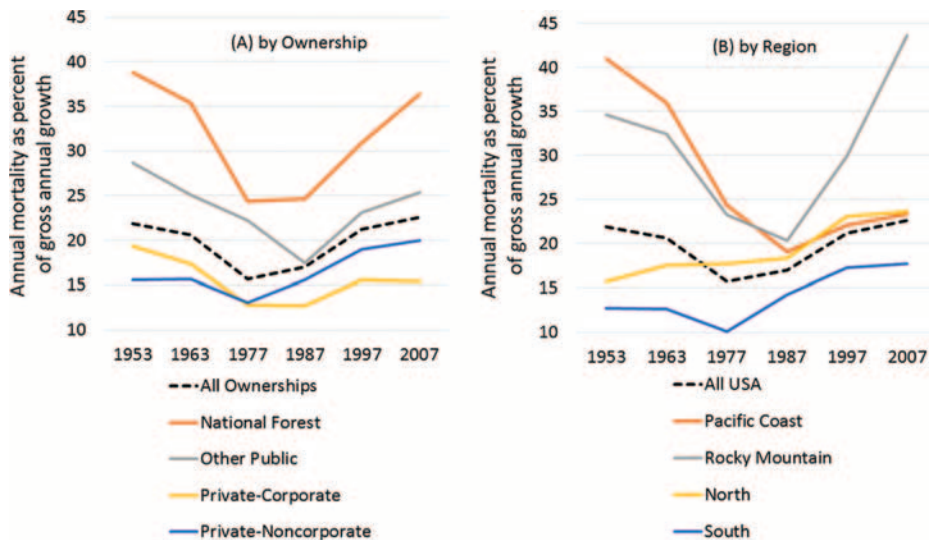 Annual mortality as percent
of gross annual growth
(A) by Ownership
45
40
35
30
25
20
15
10
1953 1963 1977 1987 1997 2007
All Ownerships
National Forest
Other Public
Private-Corporate
Private-Noncorporate
Annual mortality as percent
of gross annual growth
(B) by Region
45
40
35
30
25
20
15
10
1953 1963 1977 1987 1997 2007
All USA
Pacific Coast
Rocky Mountain
North
South